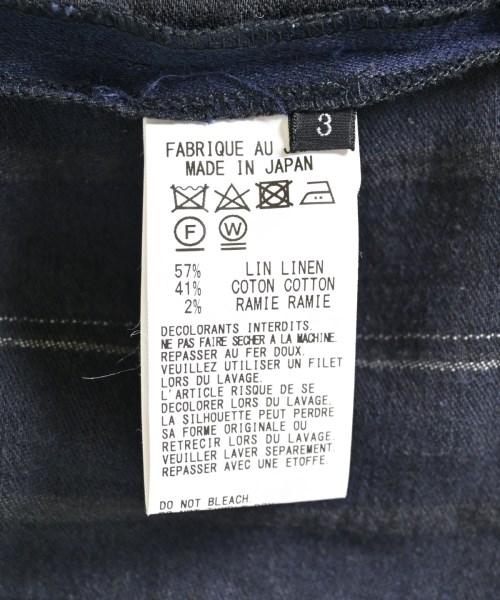 3
FABRIQUE AU
MADE IN JAPAN
F W
57% LIN LINEN
41% COTON COTTON
2% RAMIE RAMIE
DECOLORANTS INTERDITS.
NE PAS FAIRE SECHER A LA MACHINE.
REPASSER AU FER DOUX.
VEUILLEZ UTILISER UN FILET
LORS DU LAVAGE.
L'ARTICLE RISQUE DE SE
DECOLORER LORS DU LAVAGE.
LA SILHOUETTE PEUT PERDRE
SA FORME ORIGINALE OU
RETRECIR LORS DU LAVAGE.
VEUILLER LAVER SEPAREMENT.
REPASSER AVEC UNE ETOFFE.
DO NOT BLEACH